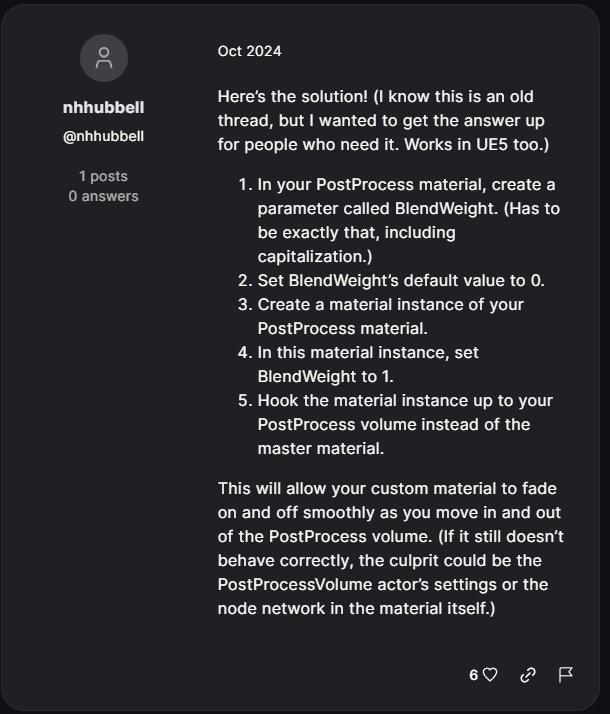 nhhubbell
@nhhubbell
1 posts
0 answers
Oct 2024
Here’s the solution! (I know this is an old
thread, but I wanted to get the answer up
for people who need it. Works in UE5 too.)
1. In your PostProcess material, create a
parameter called BlendWeight. (Has to
be exactly that, including
capitalization.)
2. Set BlendWeight’s default value to 0.
3. Create a material instance of your
PostProcess material.
4. In this material instance, set
BlendWeight to 1.
5. Hook the material instance up to your
PostProcess volume instead of the
master material.
This will allow your custom material to fade
on and off smoothly as you move in and out
of the PostProcess volume. (If it still doesn’t
behave correctly, the culprit could be the
PostProcessVolume actor’s settings or the
node network in the material itself.)
6